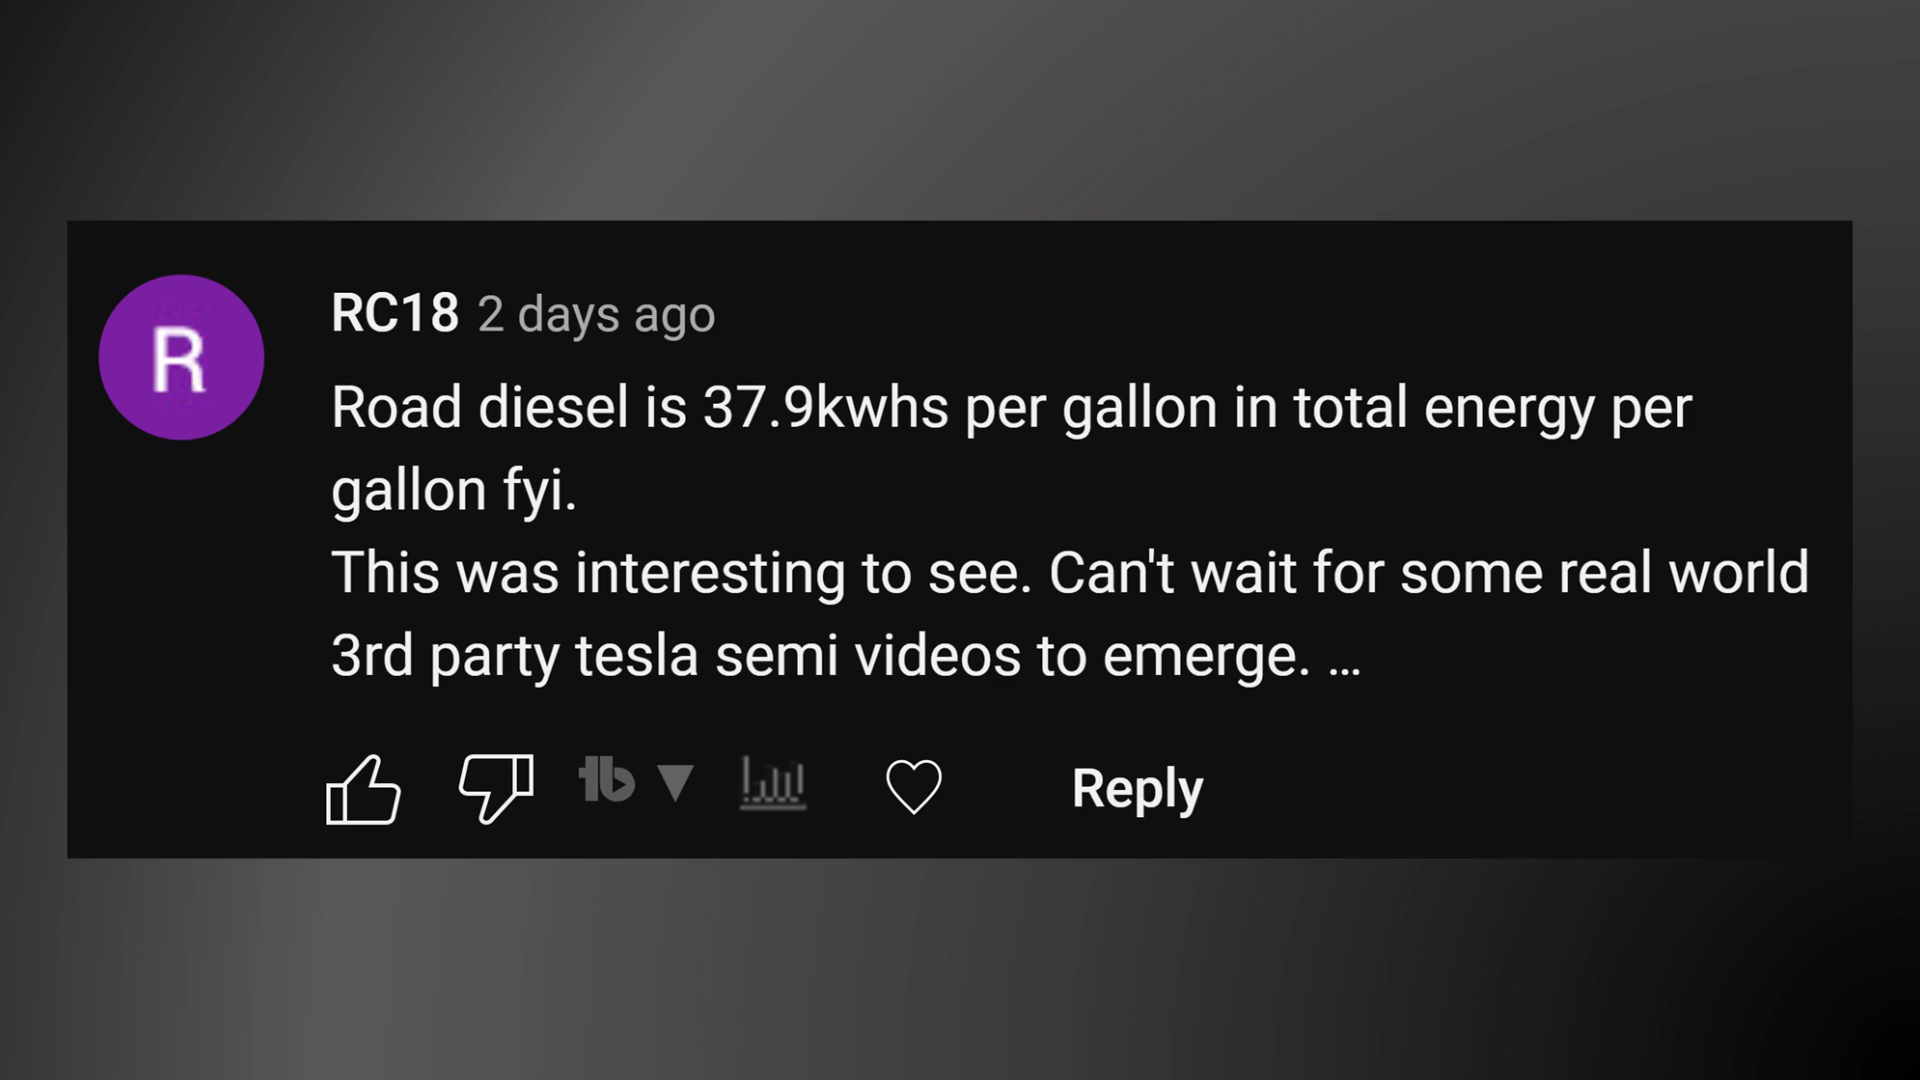 R
RC18 2 days ago
Road diesel is 37.9kwhs per gallon in total energy per
gallon fyi.
This was interesting to see. Can't wait for some real world
3rd party tesla semi videos to emerge. ...
tb
Reply